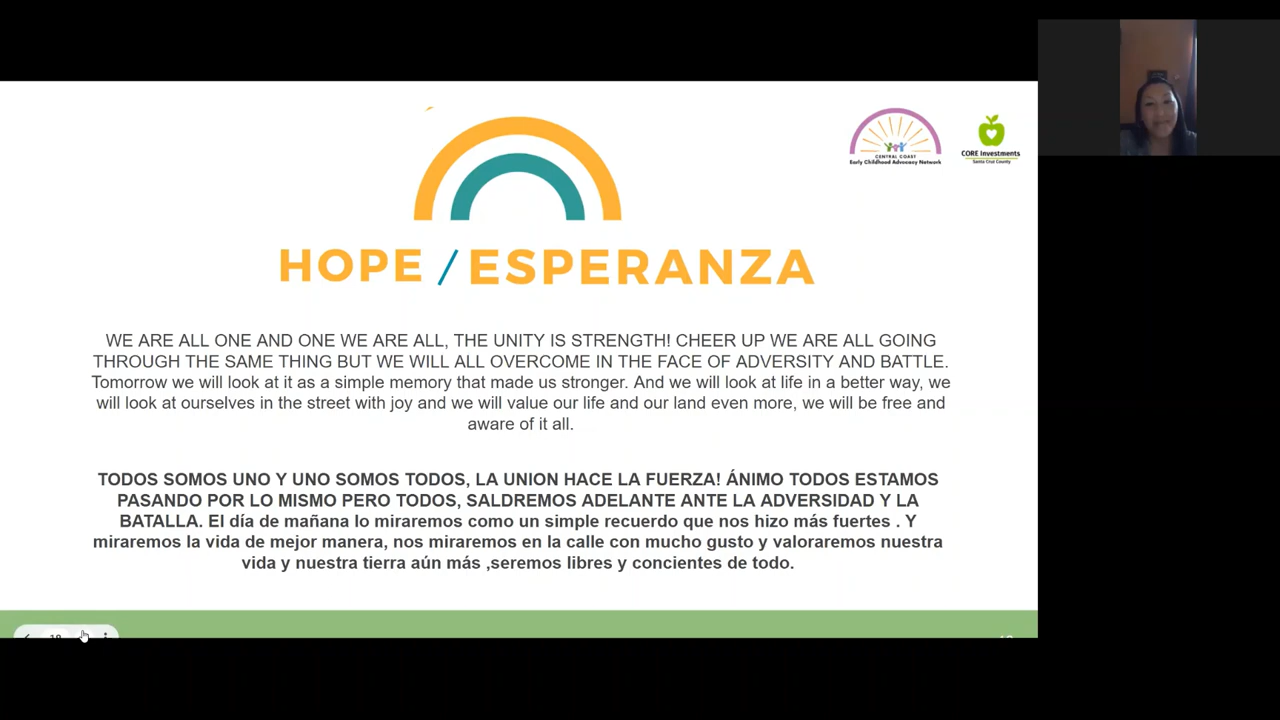 CENTRAL COAST
Early Childhood Advocacy Network
CORE Investments
Santa Cruz County
HOPE / ESPERANZA
WE ARE ALL ONE AND ONE WE ARE ALL, THE UNITY IS STRENGTH! CHEER UP WE ARE ALL GOING
THROUGH THE SAME THING BUT WE WILL ALL OVERCOME IN THE FACE OF ADVERSITY AND BATTLE.
Tomorrow we will look at it as a simple memory that made us stronger. And we will look at life in a better way, we
will look at ourselves in the street with joy and we will value our life and our land even more, we will be free and
aware of it all.
TODOS SOMOS UNO Y UNO SOMOS TODOS, LA UNION HACE LA FUERZA! ÁNIMO TODOS ESTAMOS
PASANDO POR LO MISMO PERO TODOS, SALDREMOS ADELANTE ANTE LA ADVERSIDAD Y LA
BATALLA. El día de mañana lo miraremos como un simple recuerdo que nos hizo más fuertes . Y
miraremos la vida de mejor manera, nos miraremos en la calle con mucho gusto y valoraremos nuestra
vida y nuestra tierra aún más ,seremos libres y concientes de todo.